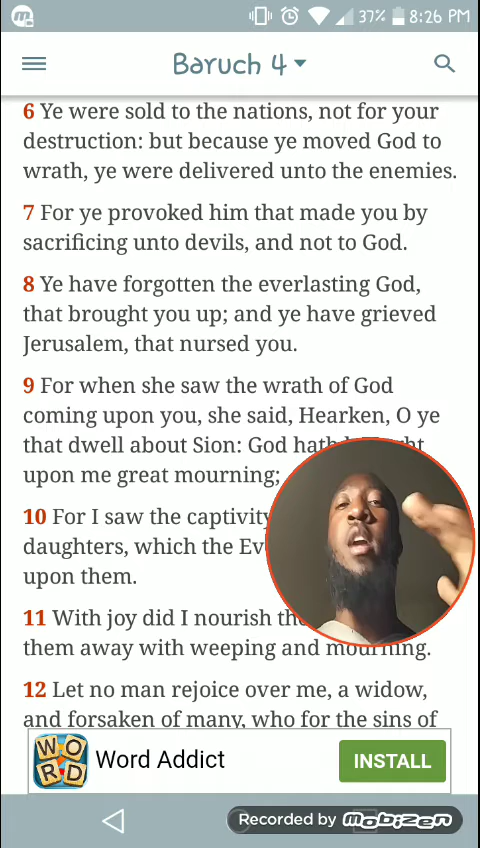 37% 8:26 PM
Baruch 4
6 Ye were sold to the nations, not for your
destruction: but because ye moved God to
wrath, ye were delivered unto the enemies.
7 For ye provoked him that made you by
sacrificing unto devils, and not to God.
8 Ye have forgotten the everlasting God,
that brought you up; and ye have grieved
Jerusalem, that nursed you.
9 For when she saw the wrath of God
coming upon you, she said, Hearken, O ye
that dwell about Sion: God hath
upon me great mourning;
10 For I saw the captivity
daughters, which the
upon them.
11 With joy did I nourish
them away with weeping and mourning.
12 Let no man rejoice over me, a widow,
and forsaken of many, who for the sins of
WORD
Word Addict
INSTALL
Recorded by mobizen